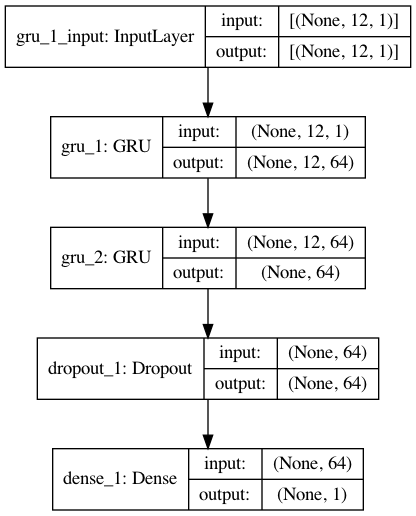 gru_1_input: InputLayer
input: [(None, 12, 1)]
output: [(None, 12, 1)]
gru_1: GRU
input: (None, 12, 1)
output: (None, 12, 64)
gru_2: GRU
input: (None, 12, 64)
output: (None, 64)
dropout_1: Dropout
input: (None, 64)
output: (None, 64)
dense_1: Dense
input: (None, 64)
output: (None, 1)